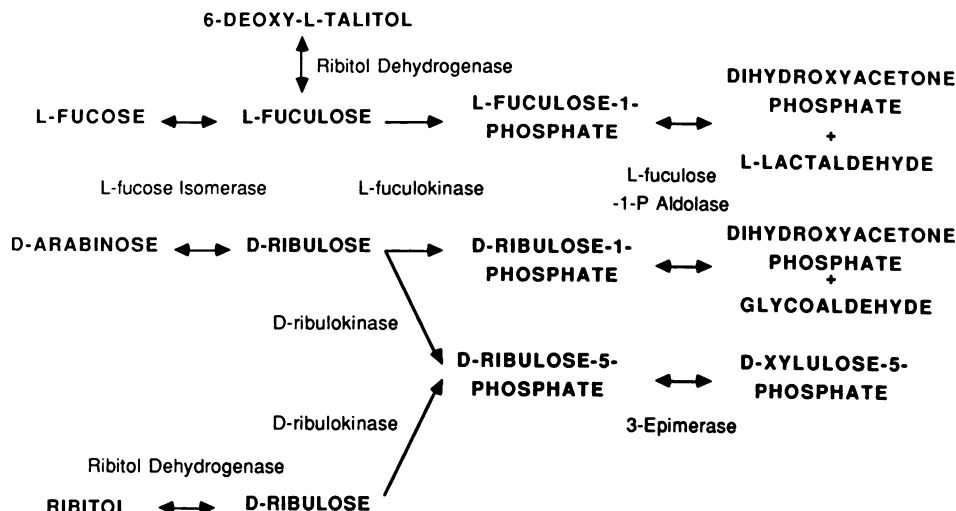 6-DEOXY-L-TALITOL
Ribitol Dehydrogenase
L-FUCOSE
L-FUCULOSE
L-FUCULOSE-1-
PHOSPHATE
DIHYDROXYACETONE
PHOSPHATE
+
L-LACTALDEHYDE
L-fucose Isomerase
L-fuculokinase
L-fuculose
-1-P Aldolase
D-ARABINOSE
D-RIBULOSE
D-RIBULOSE-1-
PHOSPHATE
DIHYDROXYACETONE
PHOSPHATE
+
GLYCOALDEHYDE
D-ribulokinase
D-RIBULOSE-5-
PHOSPHATE
D-XYLULOSE-5-
PHOSPHATE
D-ribulokinase
3-Epimerase
Ribitol Dehydrogenase
RIBITOL
D-RIBULOSE